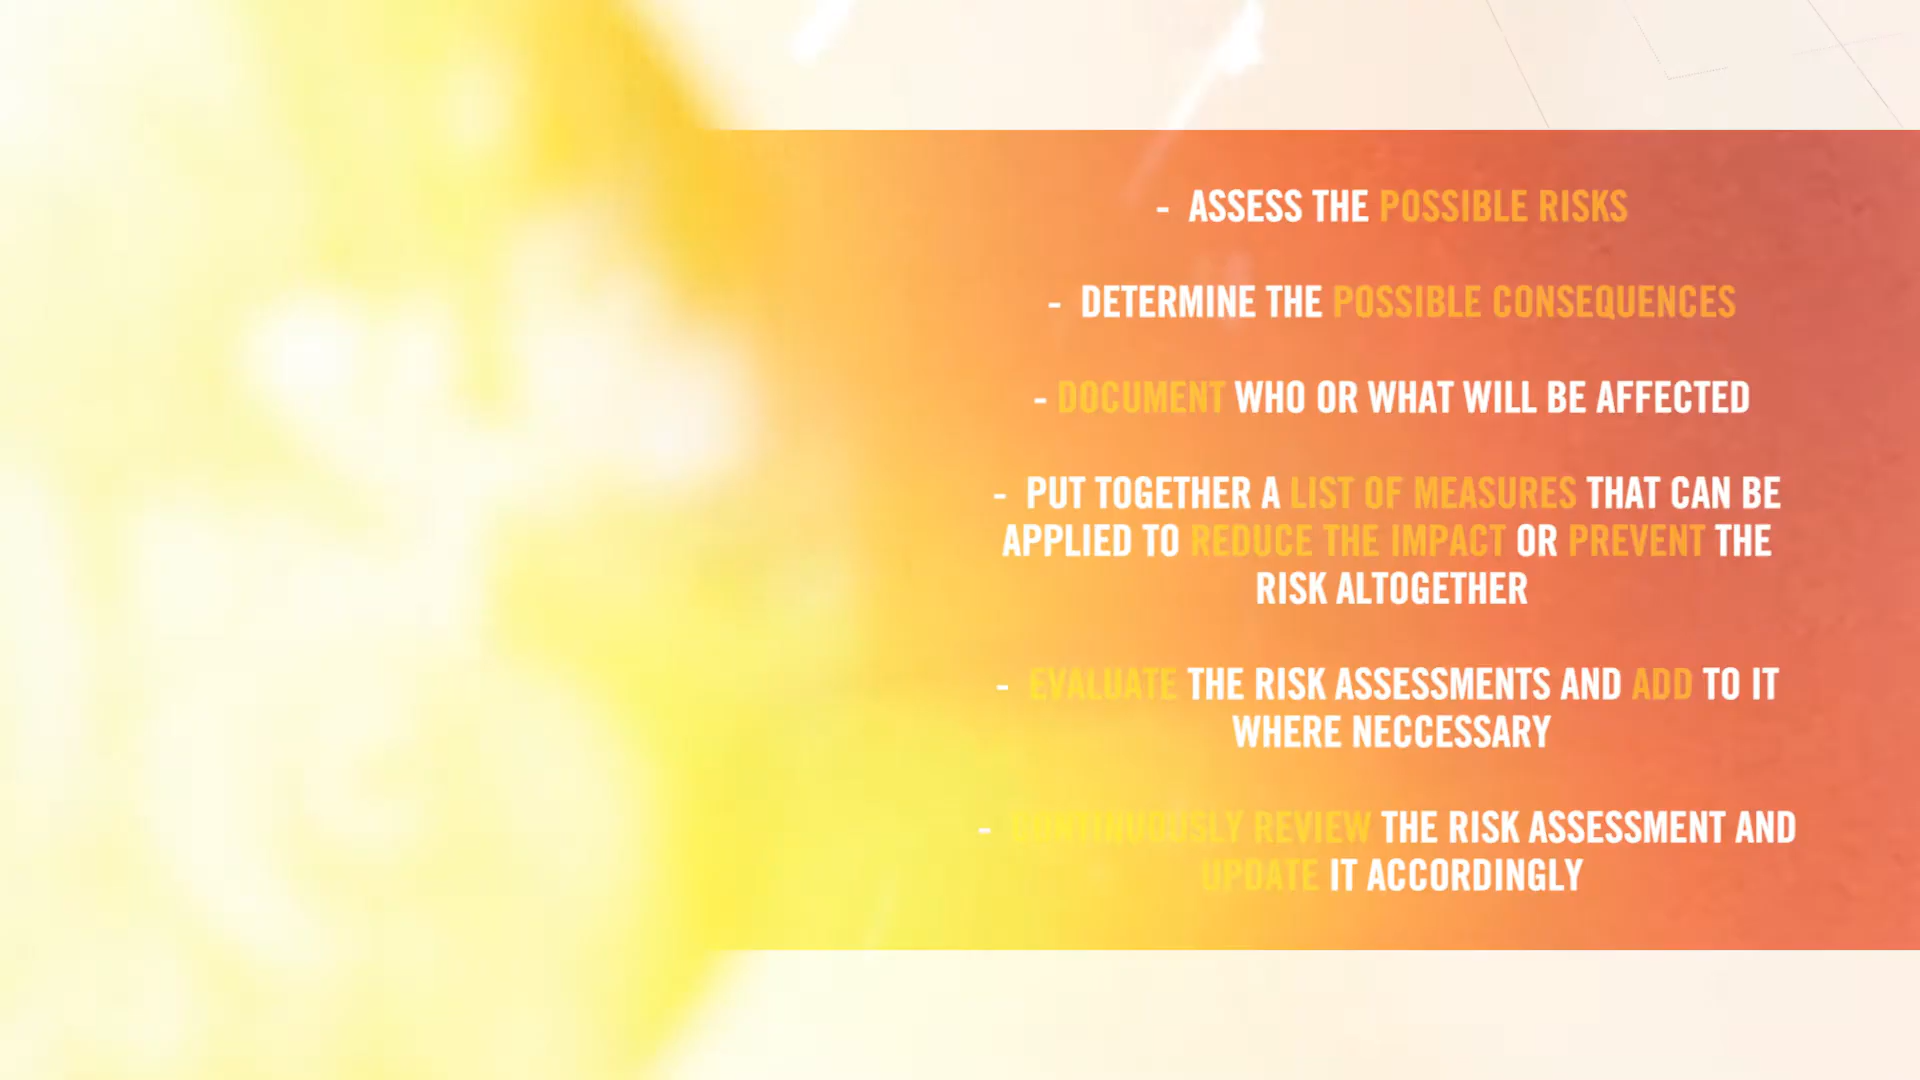 - ASSESS THE POSSIBLE RISKS
- DETERMINE THE POSSIBLE CONSEQUENCES
- DOCUMENT WHO OR WHAT WILL BE AFFECTED
- PUT TOGETHER A LIST OF MEASURES THAT CAN BE
APPLIED TO REDUCE THE IMPACT OR PREVENT THE
RISK ALTOGETHER
- EVALUATE THE RISK ASSESSMENTS AND ADD TO IT
WHERE NECCESSARY
- CONTINUOUSLY REVIEW THE RISK ASSESSMENT AND
UPDATE IT ACCORDINGLY